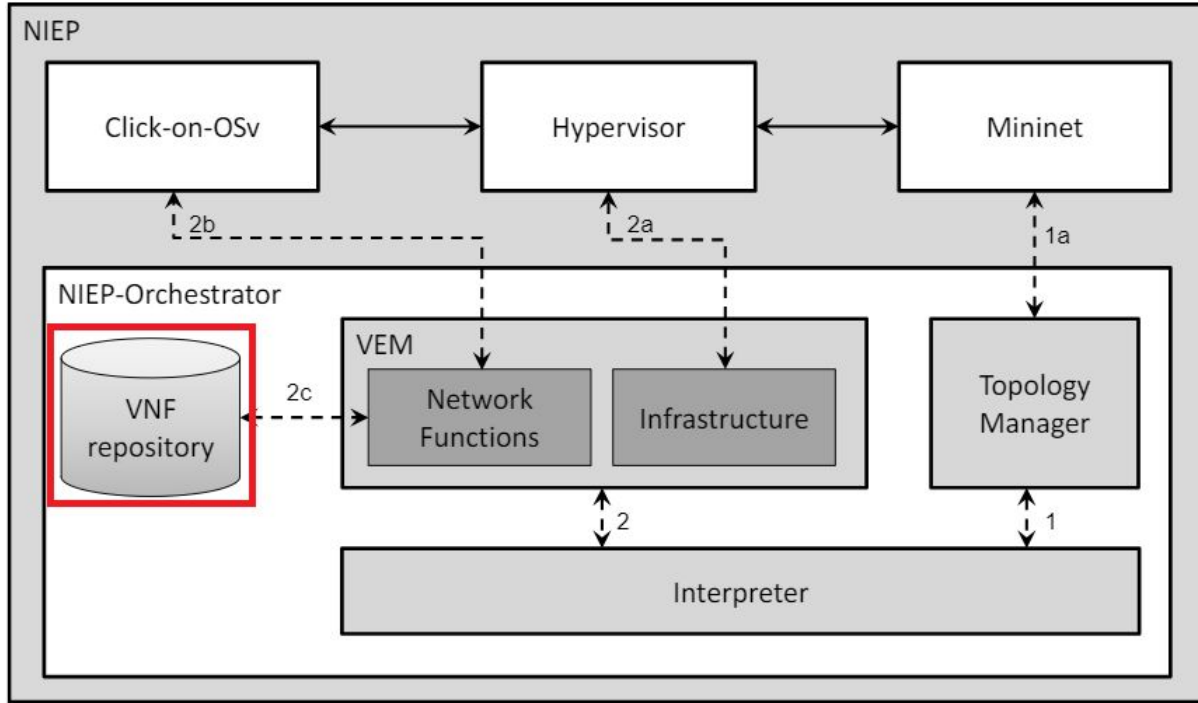 NIEP
Click-on-OSv
Hypervisor
Mininet
2b
2a
1a
NIEP-Orchestrator
VNF
repository
2c
VEM
Network
Functions
Infrastructure
Topology
Manager
2
1
Interpreter